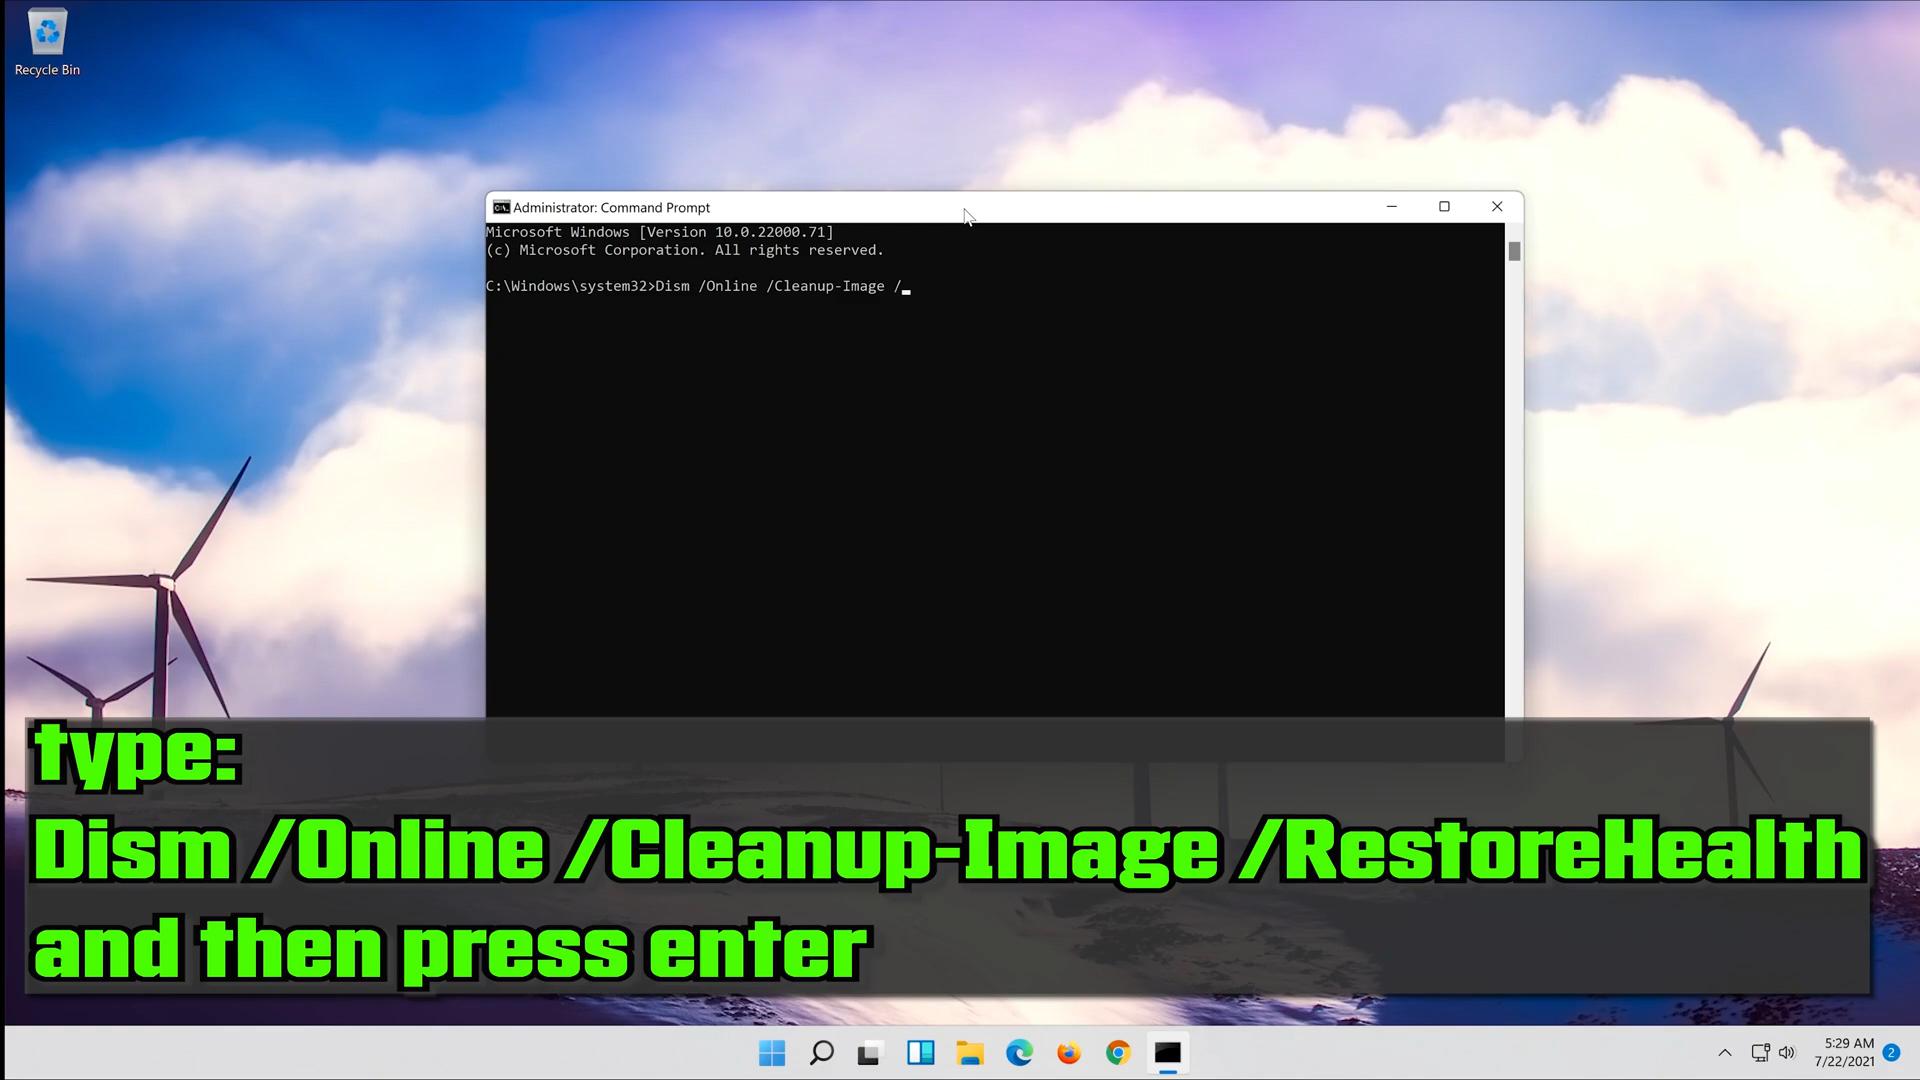 Recycle Bin
Administrator: Command Prompt
Microsoft Windows [Version 10.0.22000.71]
(c) Microsoft Corporation. All rights reserved.
C:\Windows\system32>Dism /Online /Cleanup-Image /
type:
Dism /Online /Cleanup-Image /RestoreHealth
and then press enter
5:29 AM
7/22/2021
2